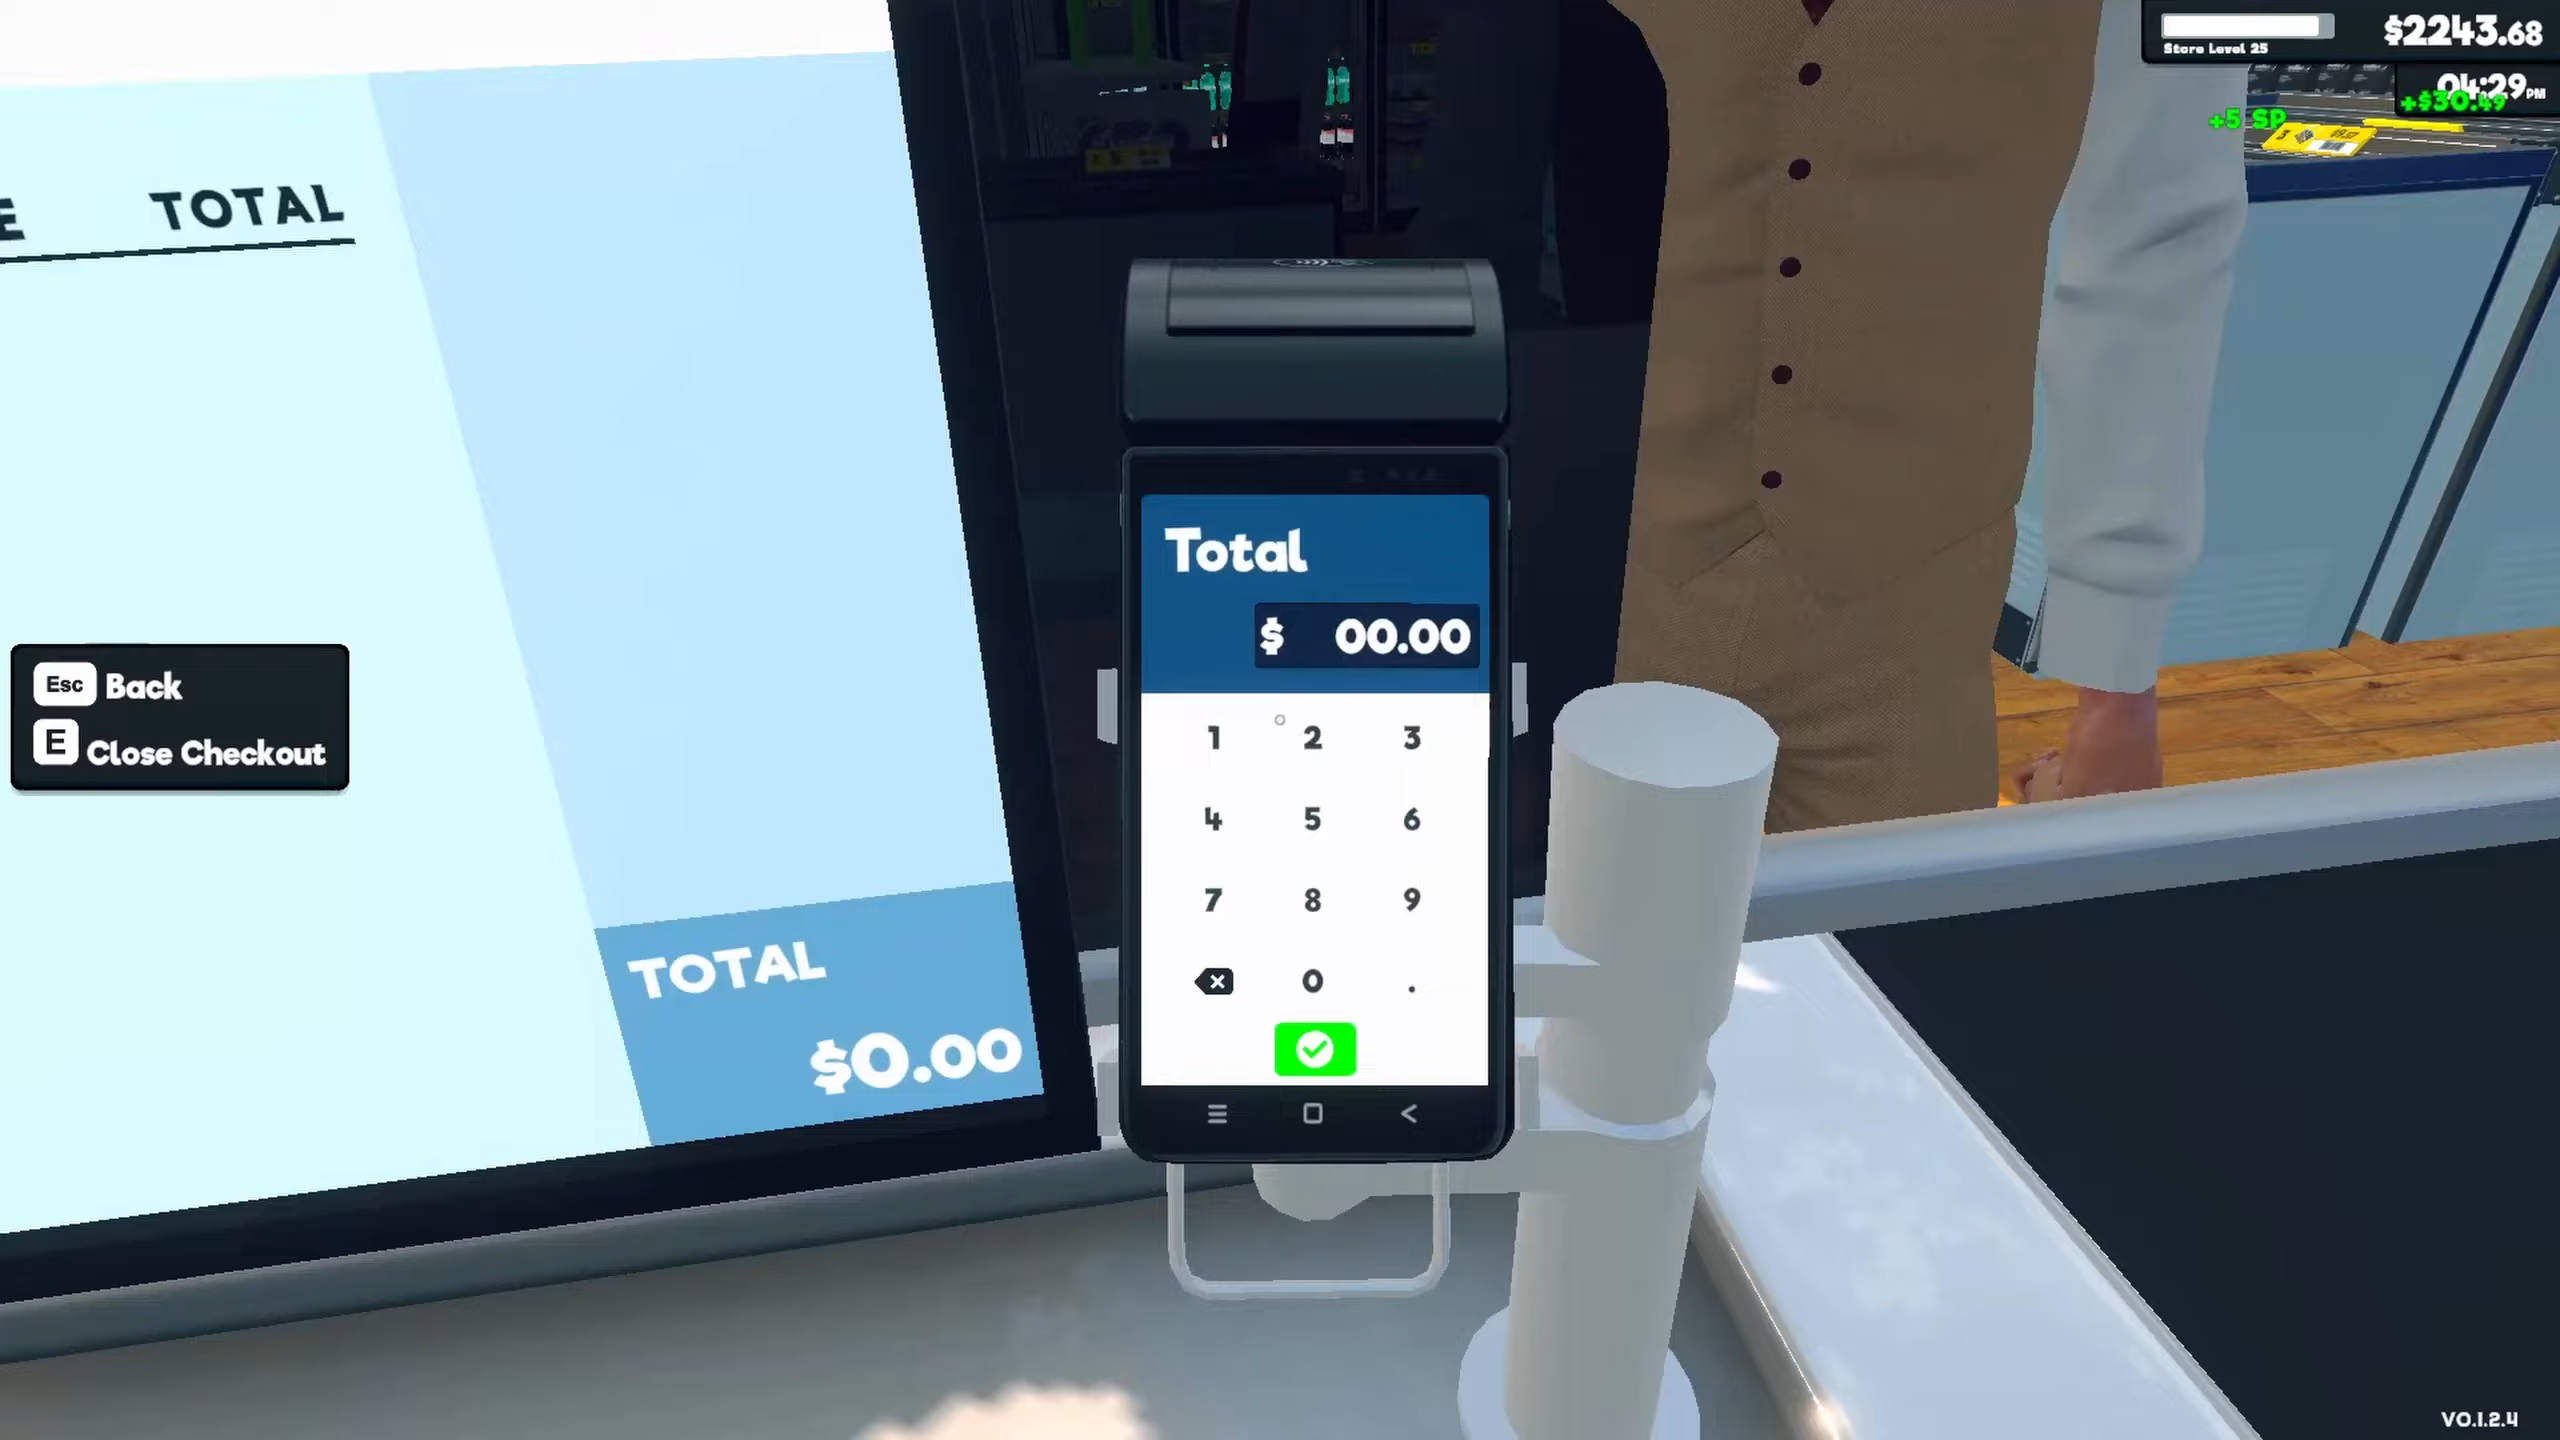 $2243.68
Store Level 25
04:29PM
+$30.49
+5 SP
E TOTAL
Total
$ 00.00
1 2 3
4 5 6
7 8 9
0 .
Esc Back
E Close Checkout
TOTAL
$0.00
V0.1.2.4